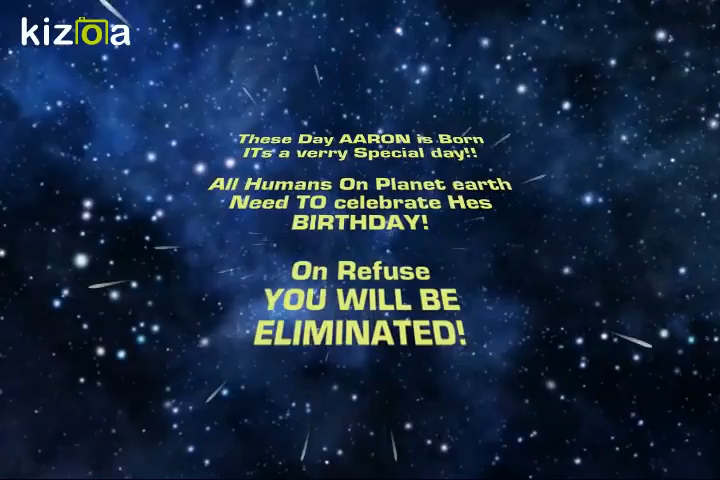 kizoa
These Day AARON is Born
ITs a verry Special day!!
All Humans On Planet earth
Need TO celebrate Hes
BIRTHDAY!
On Refuse
YOU WILL BE
ELIMINATED!